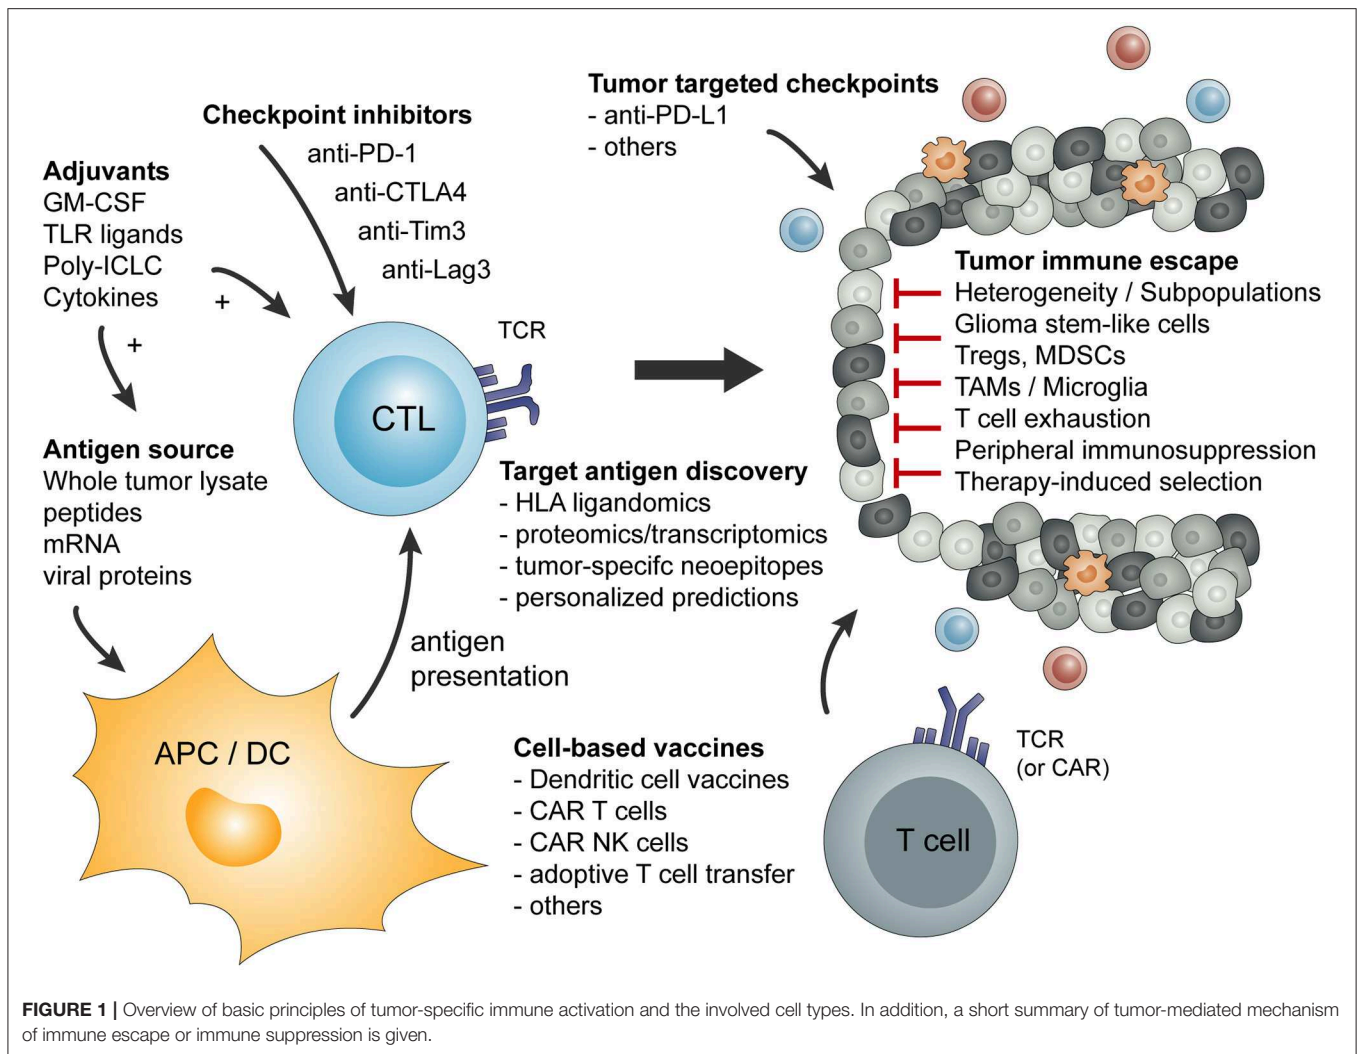 Checkpoint inhibitors
anti-PD-1
anti-CTLA4
anti-Tim3
anti-Lag3
Adjuvants
GM-CSF
TLR ligands
Poly-ICLC
Cytokines
+
+
Antigen source
Whole tumor lysate
peptides
mRNA
viral proteins
TCR
CTL
APC / DC
antigen
presentation
Tumor targeted checkpoints
- anti-PD-L1
- others
Tumor immune escape
Heterogeneity / Subpopulations
Glioma stem-like cells
Tregs, MDSCs
TAMs / Microglia
T cell exhaustion
Peripheral immunosuppression
Therapy-induced selection
Target antigen discovery
- HLA ligandomics
- proteomics/transcriptomics
- tumor-specifc neoepitopes
- personalized predictions
Cell-based vaccines
- Dendritic cell vaccines
- CAR T cells
- CAR NK cells
- adoptive T cell transfer
- others
TCR
(or CAR)
T cell
FIGURE 1 | Overview of basic principles of tumor-specific immune activation and the involved cell types. In addition, a short summary of tumor-mediated mechanism
of immune escape or immune suppression is given.